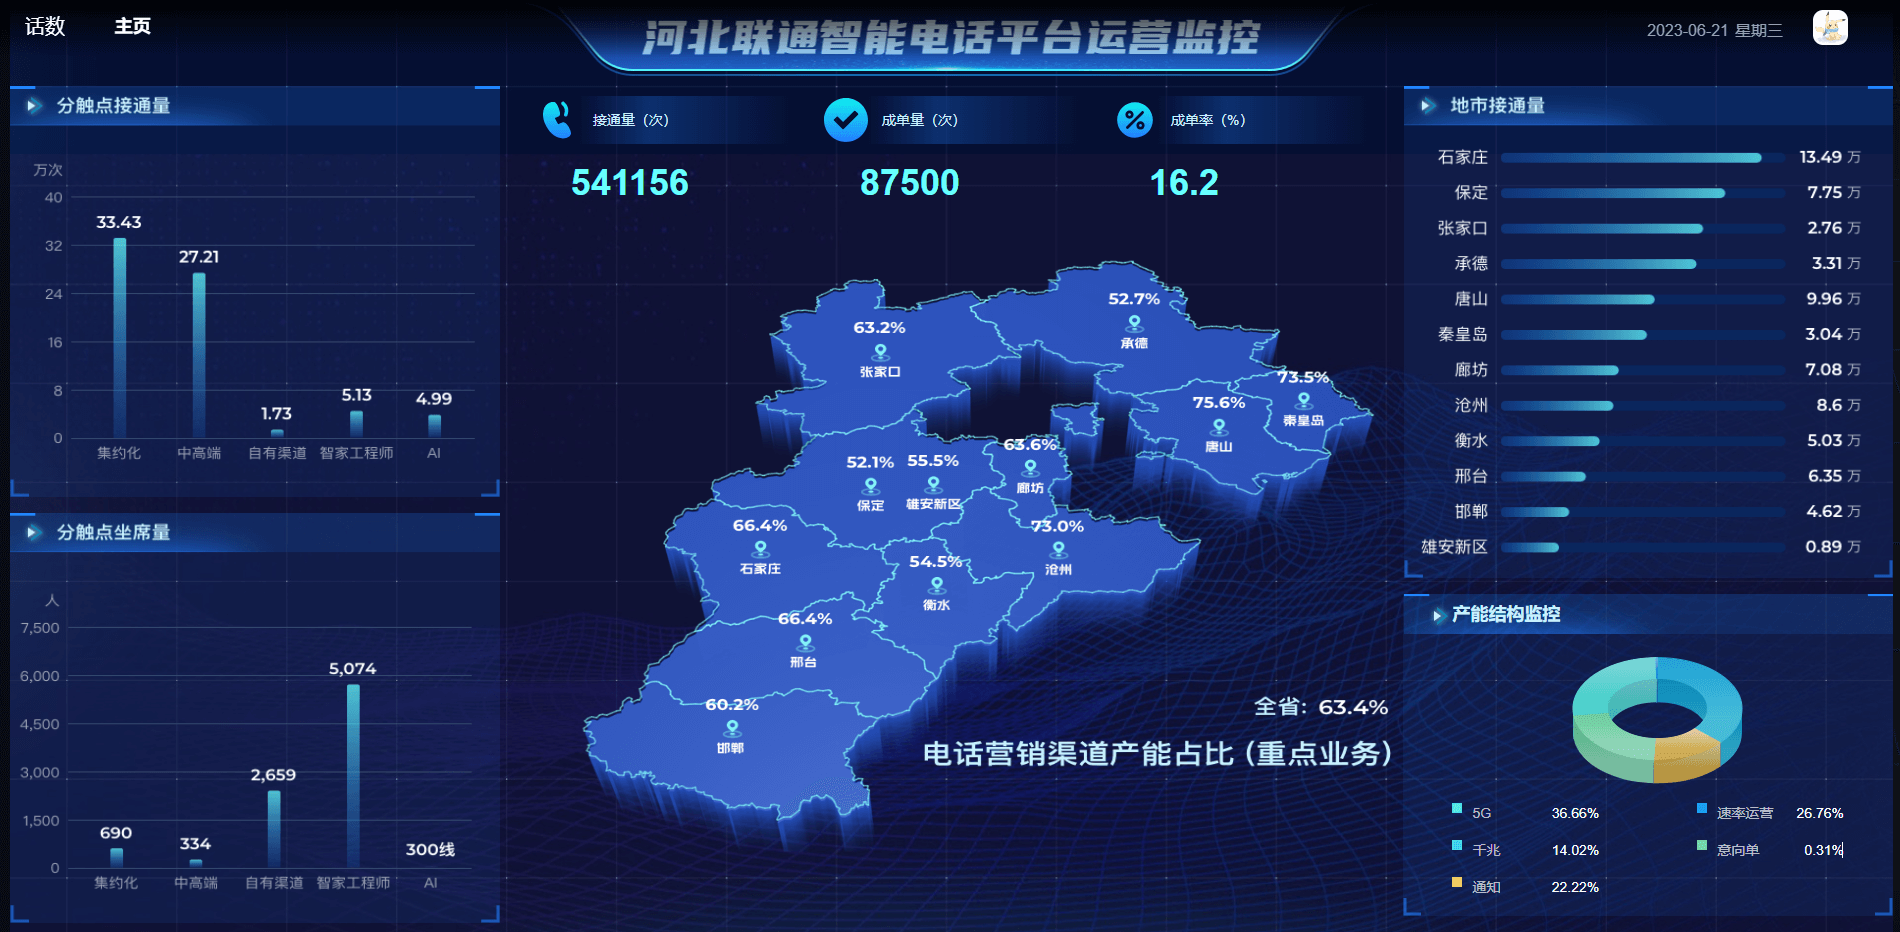 话数
主页
河北联通智能电话平台运营监控
2023-06-21 星期三
分触点接通量
万次
40
32
24
16
8
0
33.43
27.21
1.73
5.13
4.99
集约化
中高端
自有渠道
智家工程师
AI
分触点坐席量
人
7,500
6,000
4,500
3,000
1,500
0
690
334
2,659
5,074
300线
集约化
中高端
自有渠道
智家工程师
AI
接通量（次）
541156
成单量（次）
87500
成单率（%）
16.2
52.7%
承德
63.2%
张家口
73.5%
秦皇岛
75.6%
唐山
63.6%
廊坊
52.1%
保定
55.5%
雄安新区
66.4%
石家庄
73.0%
沧州
54.5%
衡水
66.4%
邢台
60.2%
邯郸
全省: 63.4%
电话营销渠道产能占比 (重点业务)
地市接通量
石家庄 13.49 万
保定 7.75 万
张家口 2.76 万
承德 3.31 万
唐山 9.96 万
秦皇岛 3.04 万
廊坊 7.08 万
沧州 8.6 万
衡水 5.03 万
邢台 6.35 万
邯郸 4.62 万
雄安新区 0.89 万
产能结构监控
5G 36.66%
速率运营 26.76%
千兆 14.02%
意向单 0.31%
通知 22.22%